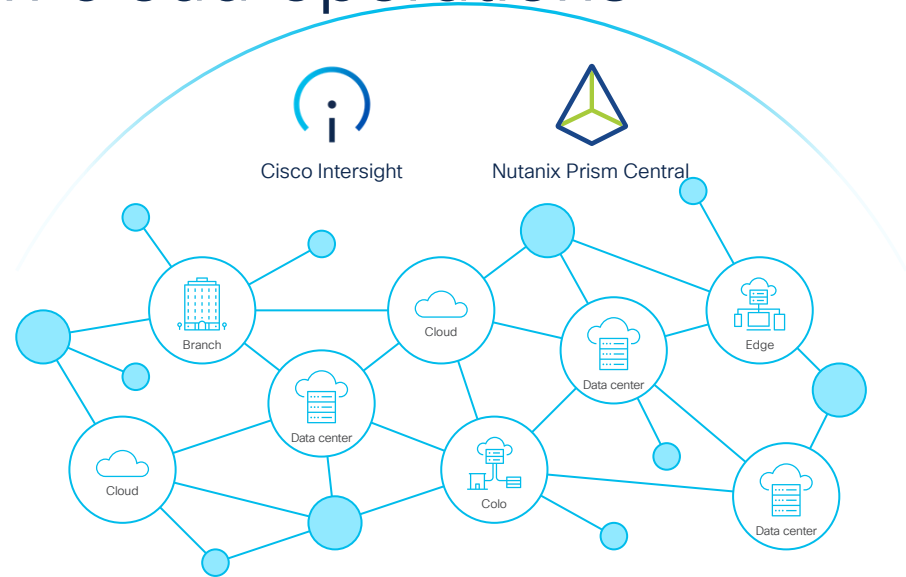 Cisco Intersight
Nutanix Prism Central
Branch
Cloud
Edge
Data center
Data center
Cloud
Colo
Data center